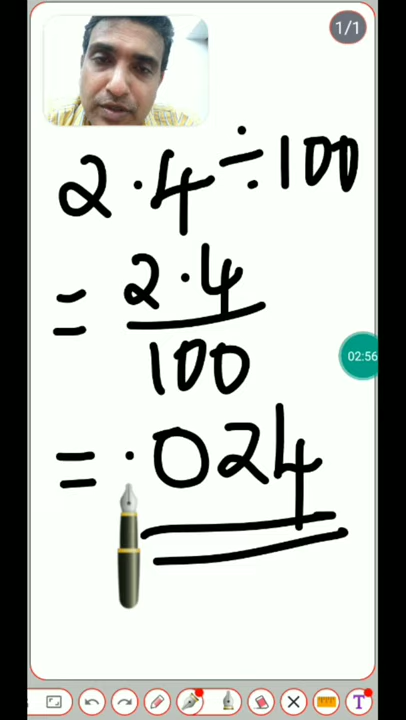 1/1
2.4 ÷ 100
= 2.4
100
02:56
= .024
T